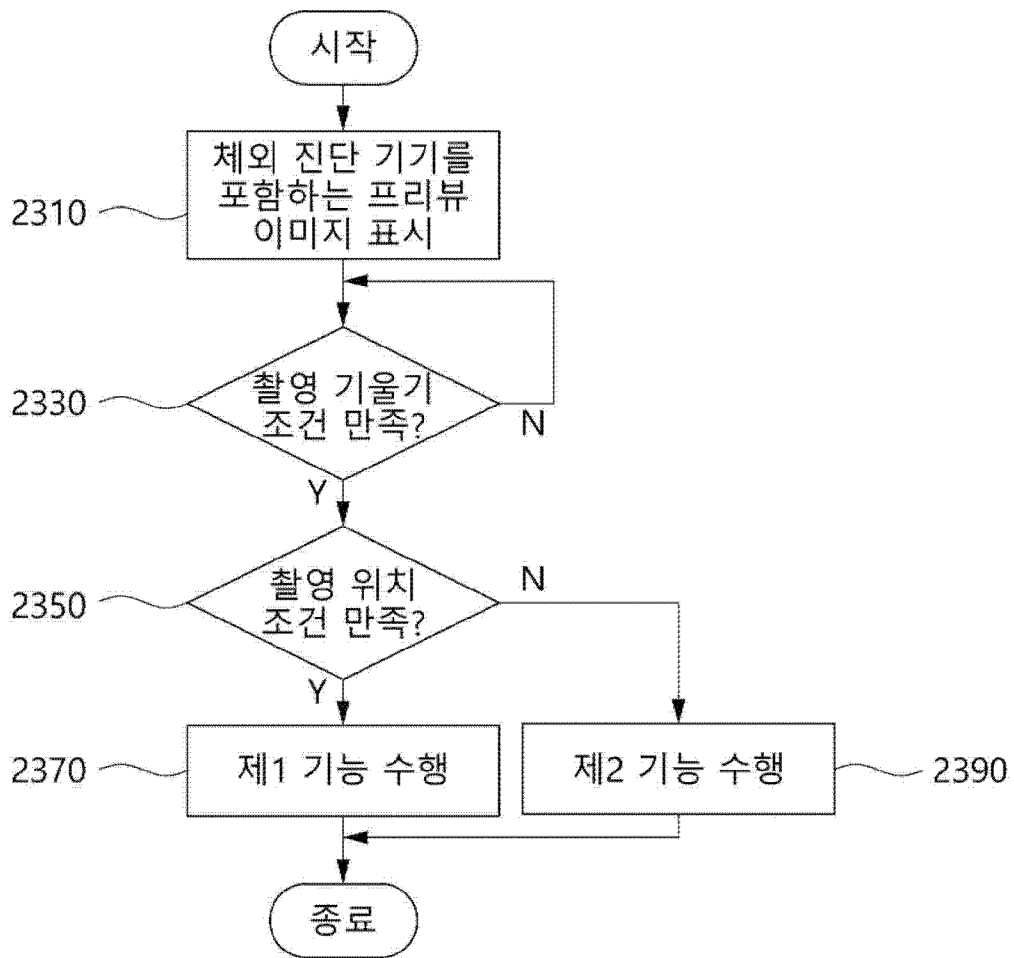 시작
체외 진단 기기를
포함하는 프리뷰
이미지 표시
2310
촬영 기울기
조건 만족?
2330
N
Y
촬영 위치
조건 만족?
2350
N
Y
제1 기능 수행
2370
제2 기능 수행
2390
종료